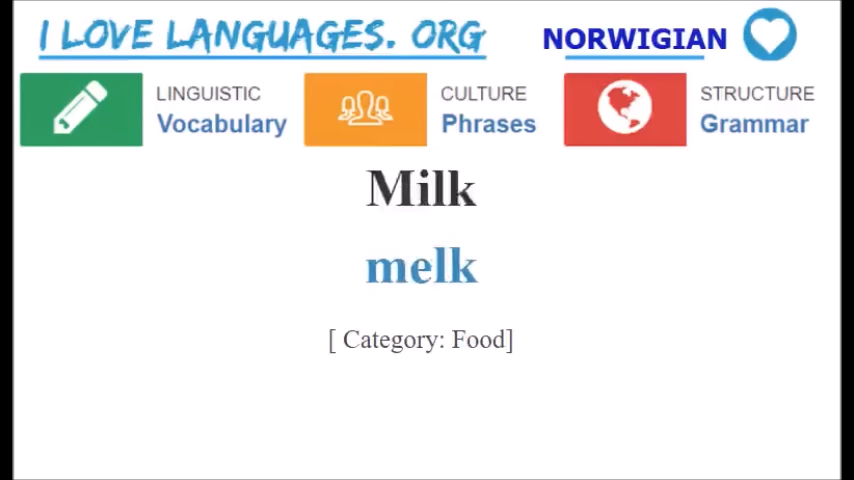 I LOVE LANGUAGES. ORG
NORWIGIAN
LINGUISTIC
Vocabulary
CULTURE
Phrases
STRUCTURE
Grammar
Milk
melk
[ Category: Food]